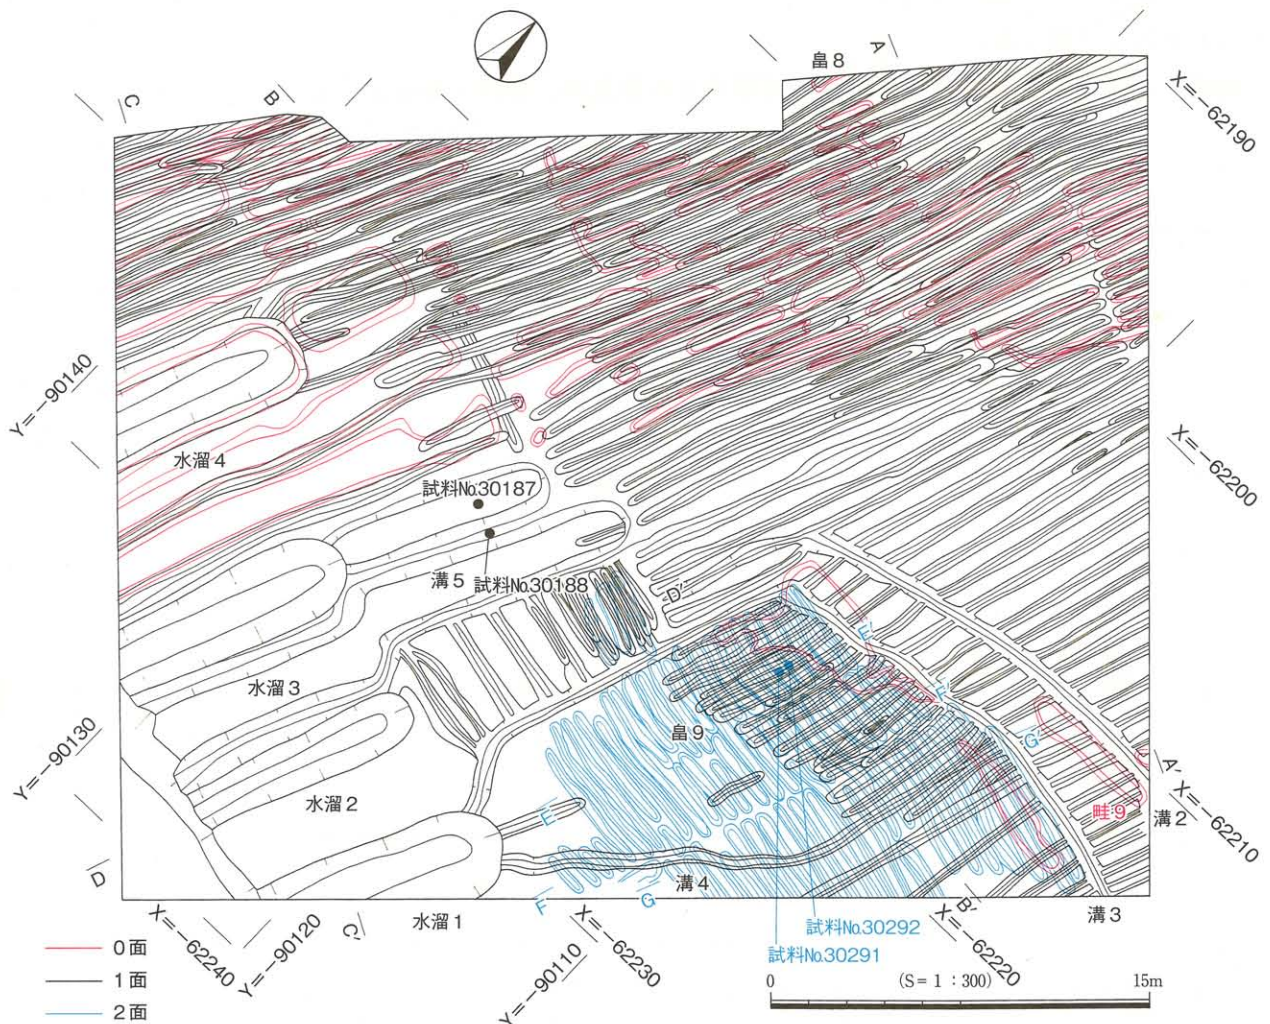 畠8
A
C
B
X=-62190
Y=-90140
X=-62200
水溜4
試料No.30187
溝5
試料No.30188
D'
E'
F'
G'
水溜3
畠9
A'
Y=-90130
水溜2
畦9
溝2
X=-62210
E
D
溝4
F
G
B'
溝3
水溜1
C'
X=-62240
Y=-90120
X=-62230
Y=-90110
X=-62220
試料No.30292
試料No.30291
0面
1面
2面
0
(S=1:300)
15m